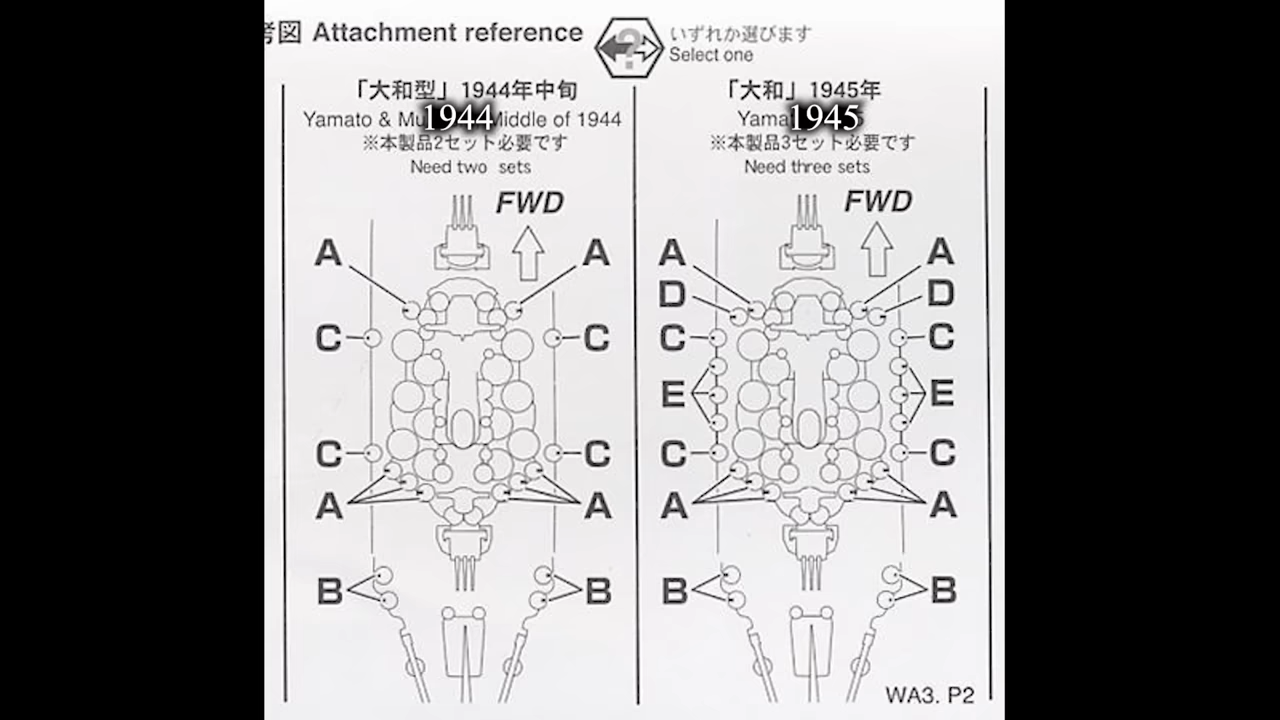 考図 Attachment reference
いずれか選びます
Select one
「大和型」1944年中旬
Yamato & Mu
Middle of 1944
1944
※本製品2セット必要です
Need two sets
FWD
A A
C C
C C
A A
B B
「大和」1945年
Yama
1945
※本製品3セット必要です
Need three sets
FWD
A A
D D
C C
E E
C C
A A
B B
WA3. P2